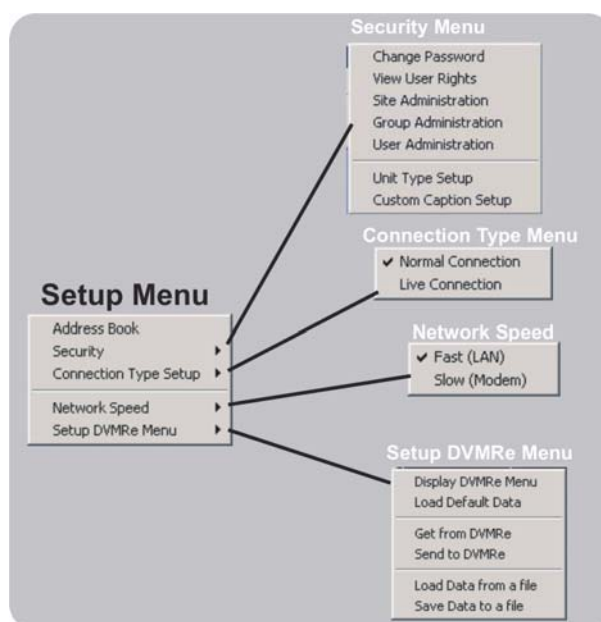 Security Menu
Change Password
View User Rights
Site Administration
Group Administration
User Administration
Unit Type Setup
Custom Caption Setup
Connection Type Menu
✔ Normal Connection
Live Connection
Setup Menu
Address Book
Security
Connection Type Setup
Network Speed
Setup DVMRe Menu
Network Speed
✔ Fast (LAN)
Slow (Modem)
Setup DVMRe Menu
Display DVMRe Menu
Load Default Data
Get from DVMRe
Send to DVMRe
Load Data from a file
Save Data to a file